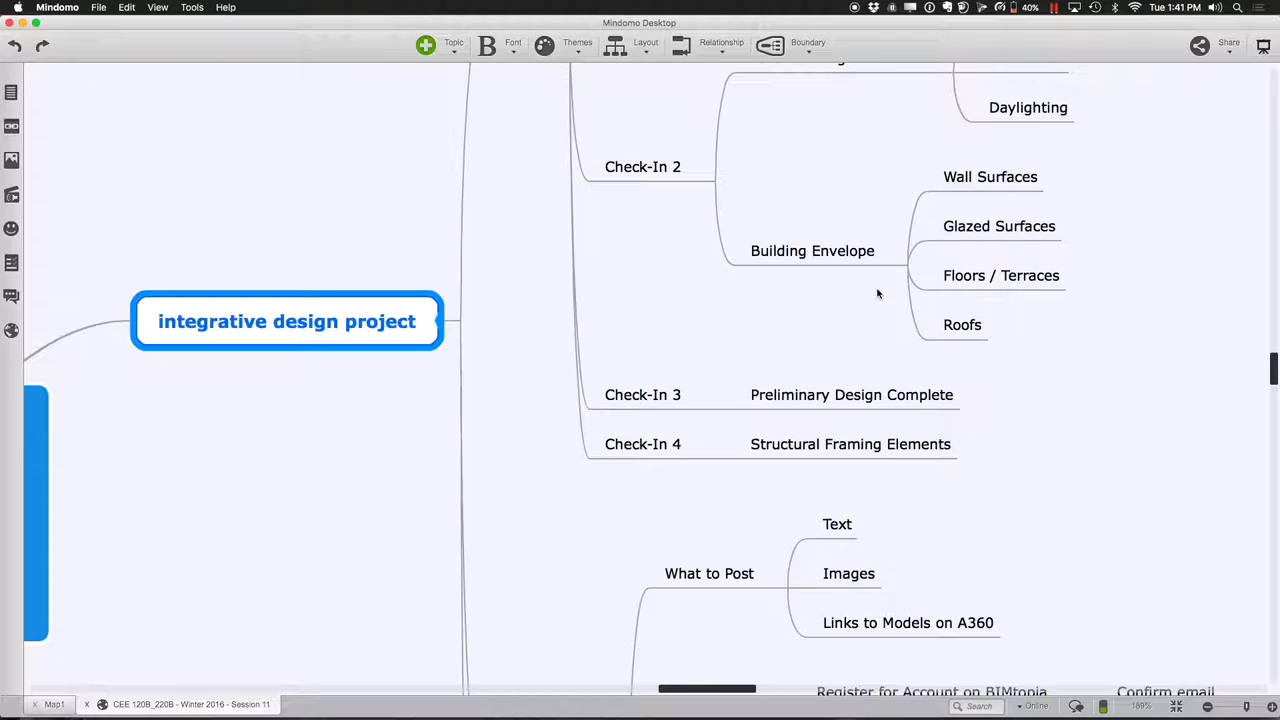 Mindomo File Edit View Tools Help 40% Tue 1:41 PM
Mindomo Desktop
Topic Font Themes Layout Relationship Boundary Share
Daylighting
Check-In 2
Wall Surfaces
Glazed Surfaces
Building Envelope
Floors / Terraces
integrative design project
Roofs
Check-In 3 Preliminary Design Complete
Check-In 4 Structural Framing Elements
Text
What to Post Images
Links to Models on A360
Register for Account on BIMtopia Confirm email
Map1 CEE 120B_220B - Winter 2016 - Session 11 Search Online 189%